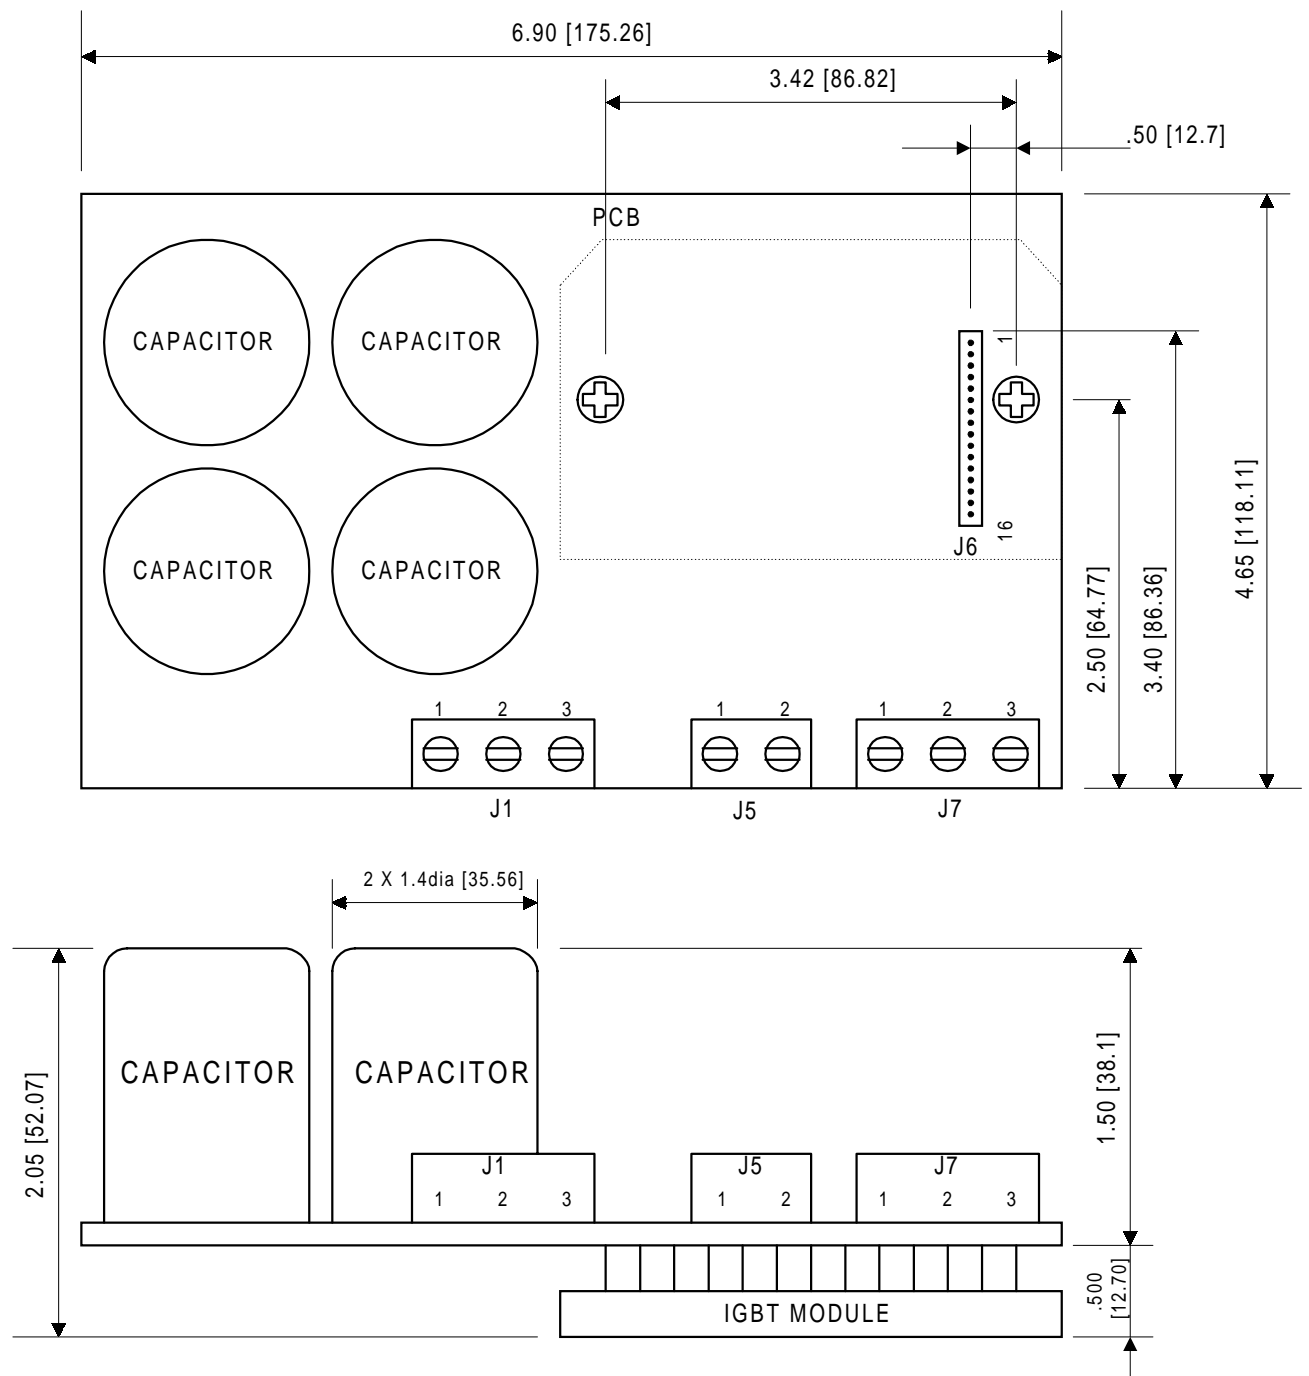 6.90 [175.26]
3.42 [86.82]
.50 [12.7]
PCB
CAPACITOR CAPACITOR
1
16
J6
CAPACITOR CAPACITOR
2.50 [64.77]
3.40 [86.36]
4.65 [118.11]
1 2 3
1 2
1 2 3
J1
J5
J7
2 X 1.4dia [35.56]
CAPACITOR CAPACITOR
2.05 [52.07]
1.50 [38.1]
J1
1 2 3
J5
1 2
J7
1 2 3
.500
[12.70]
IGBT MODULE